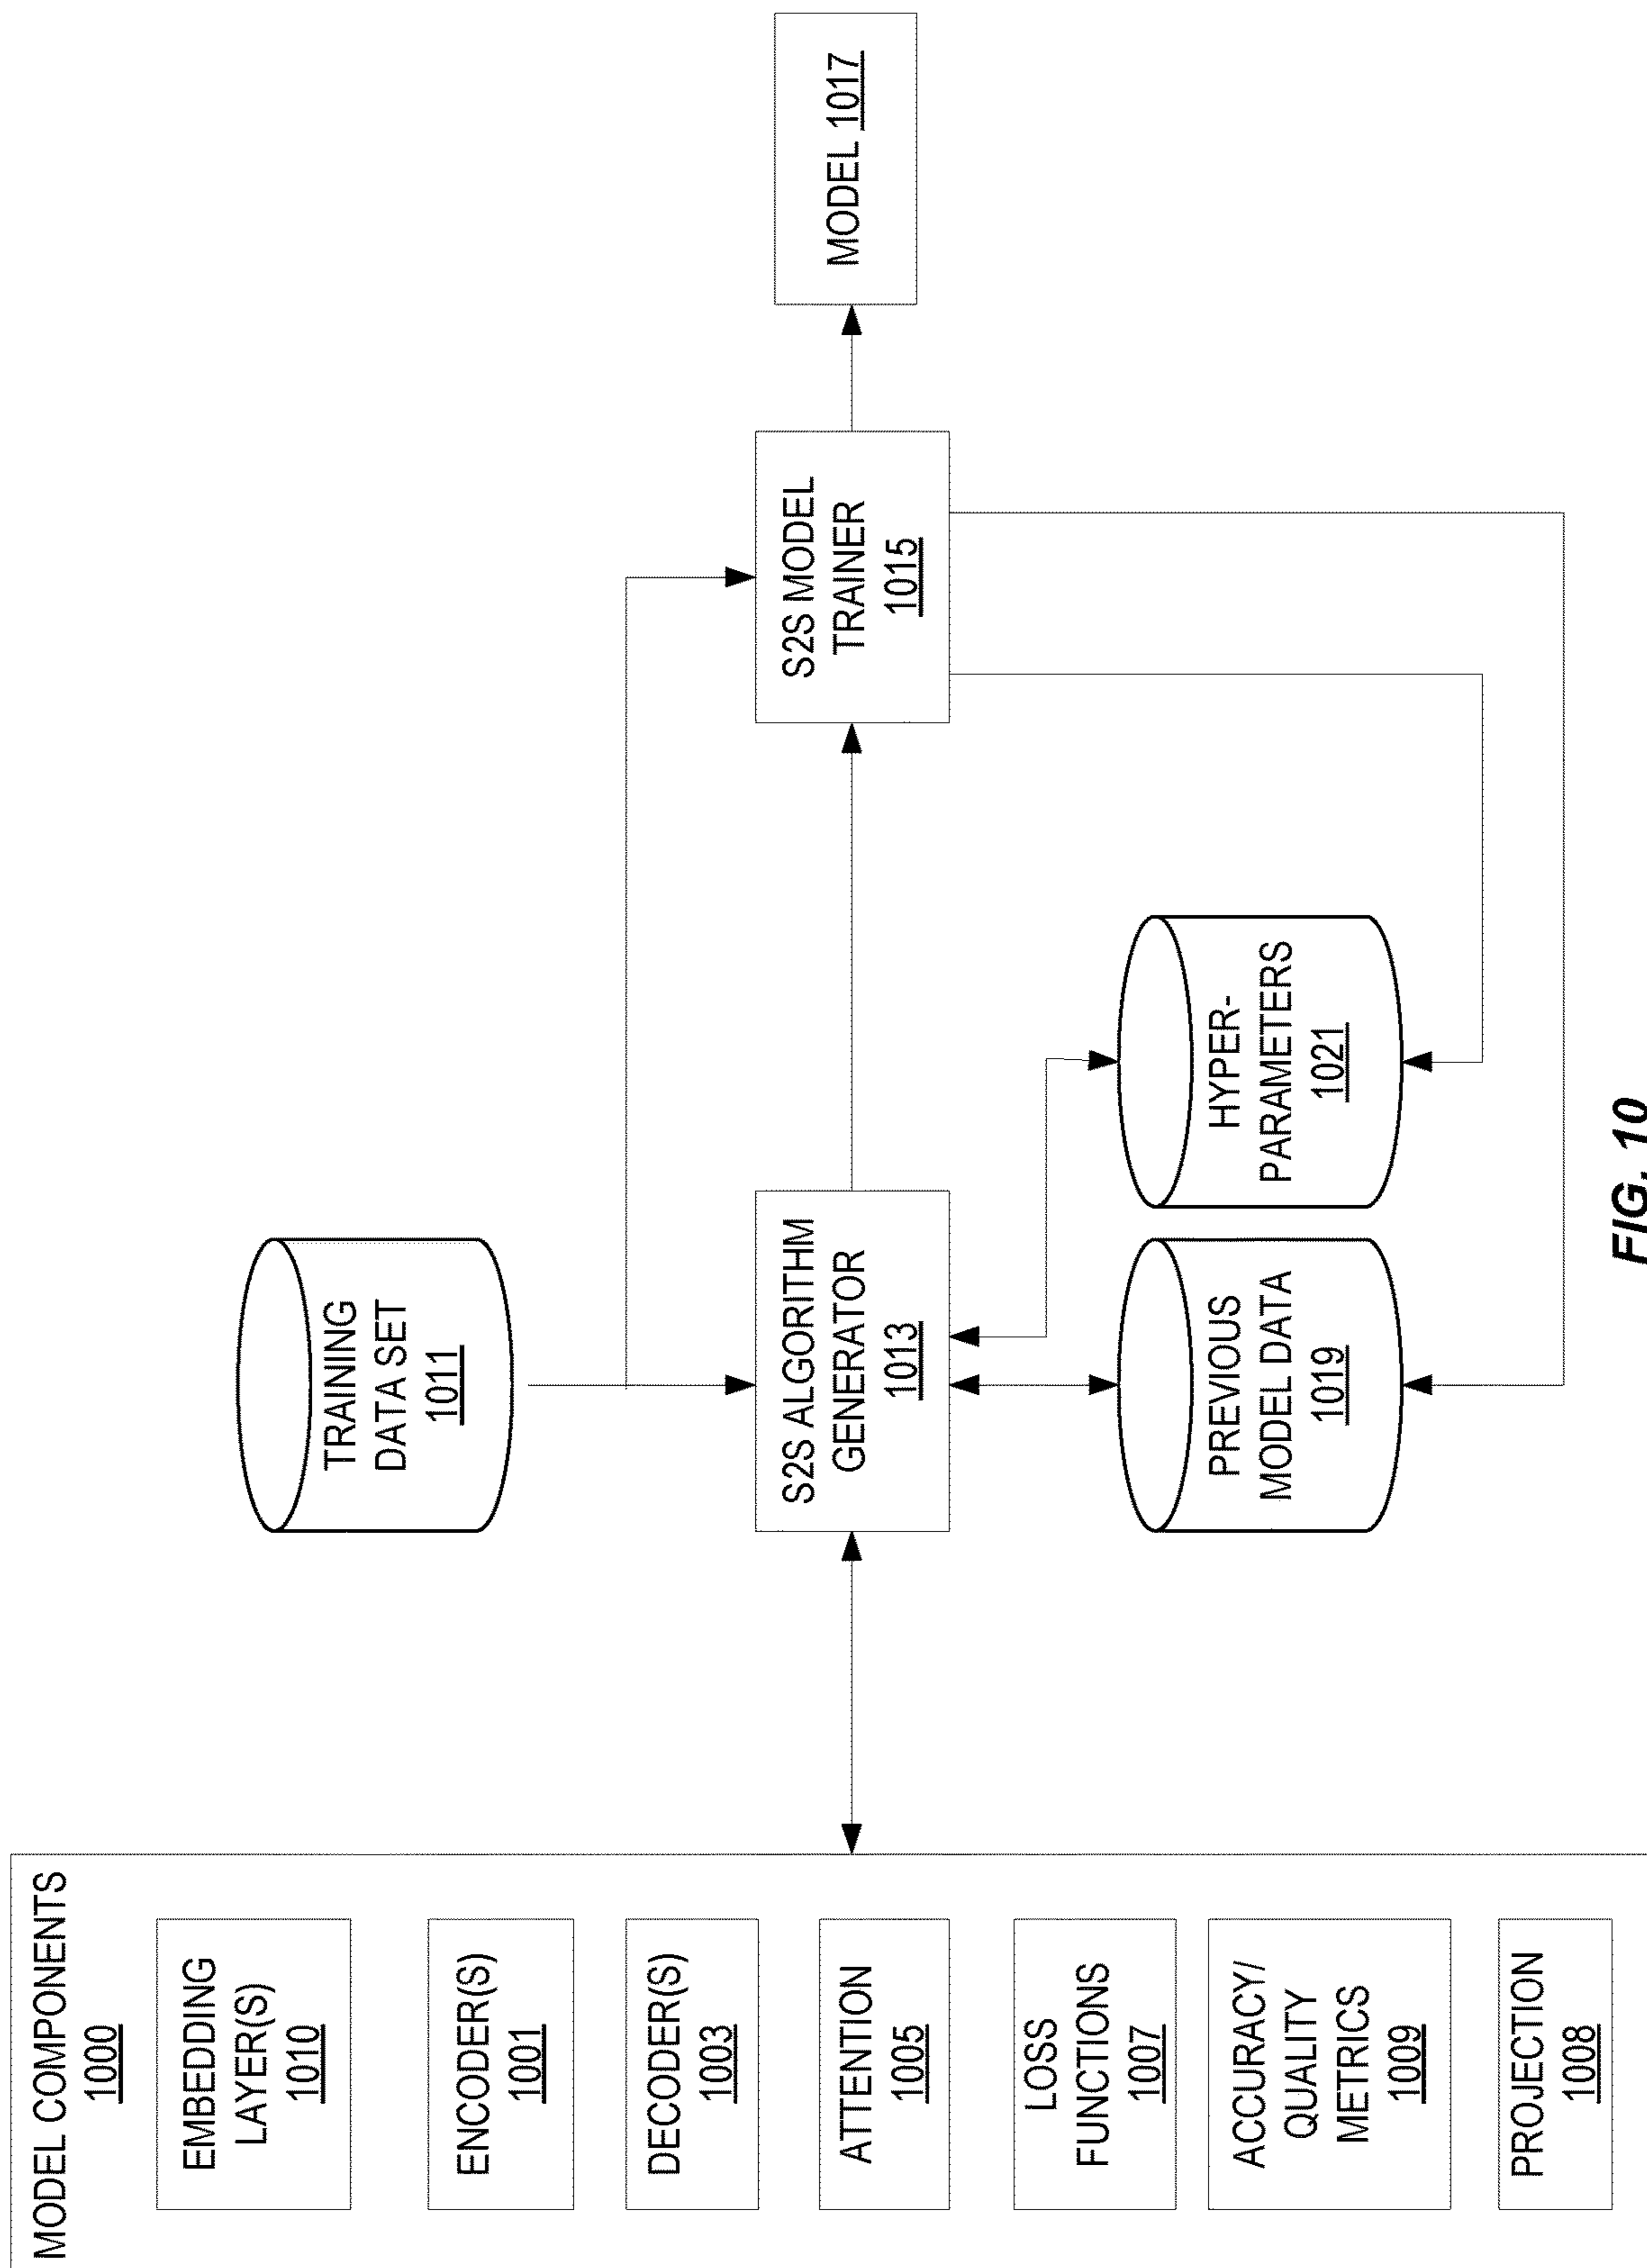 MODEL COMPONENTS
1000
EMBEDDING
LAYER(S)
1010
ENCODER(S)
1001
DECODER(S)
1003
ATTENTION
1005
LOSS
FUNCTIONS
1007
ACCURACY/
QUALITY
METRICS
1009
PROJECTION
1008
TRAINING
DATA SET
1011
S2S ALGORITHM
GENERATOR
1013
PREVIOUS
MODEL DATA
1019
HYPER-
PARAMETERS
1021
S2S MODEL
TRAINER
1015
MODEL 1017
FIG. 10